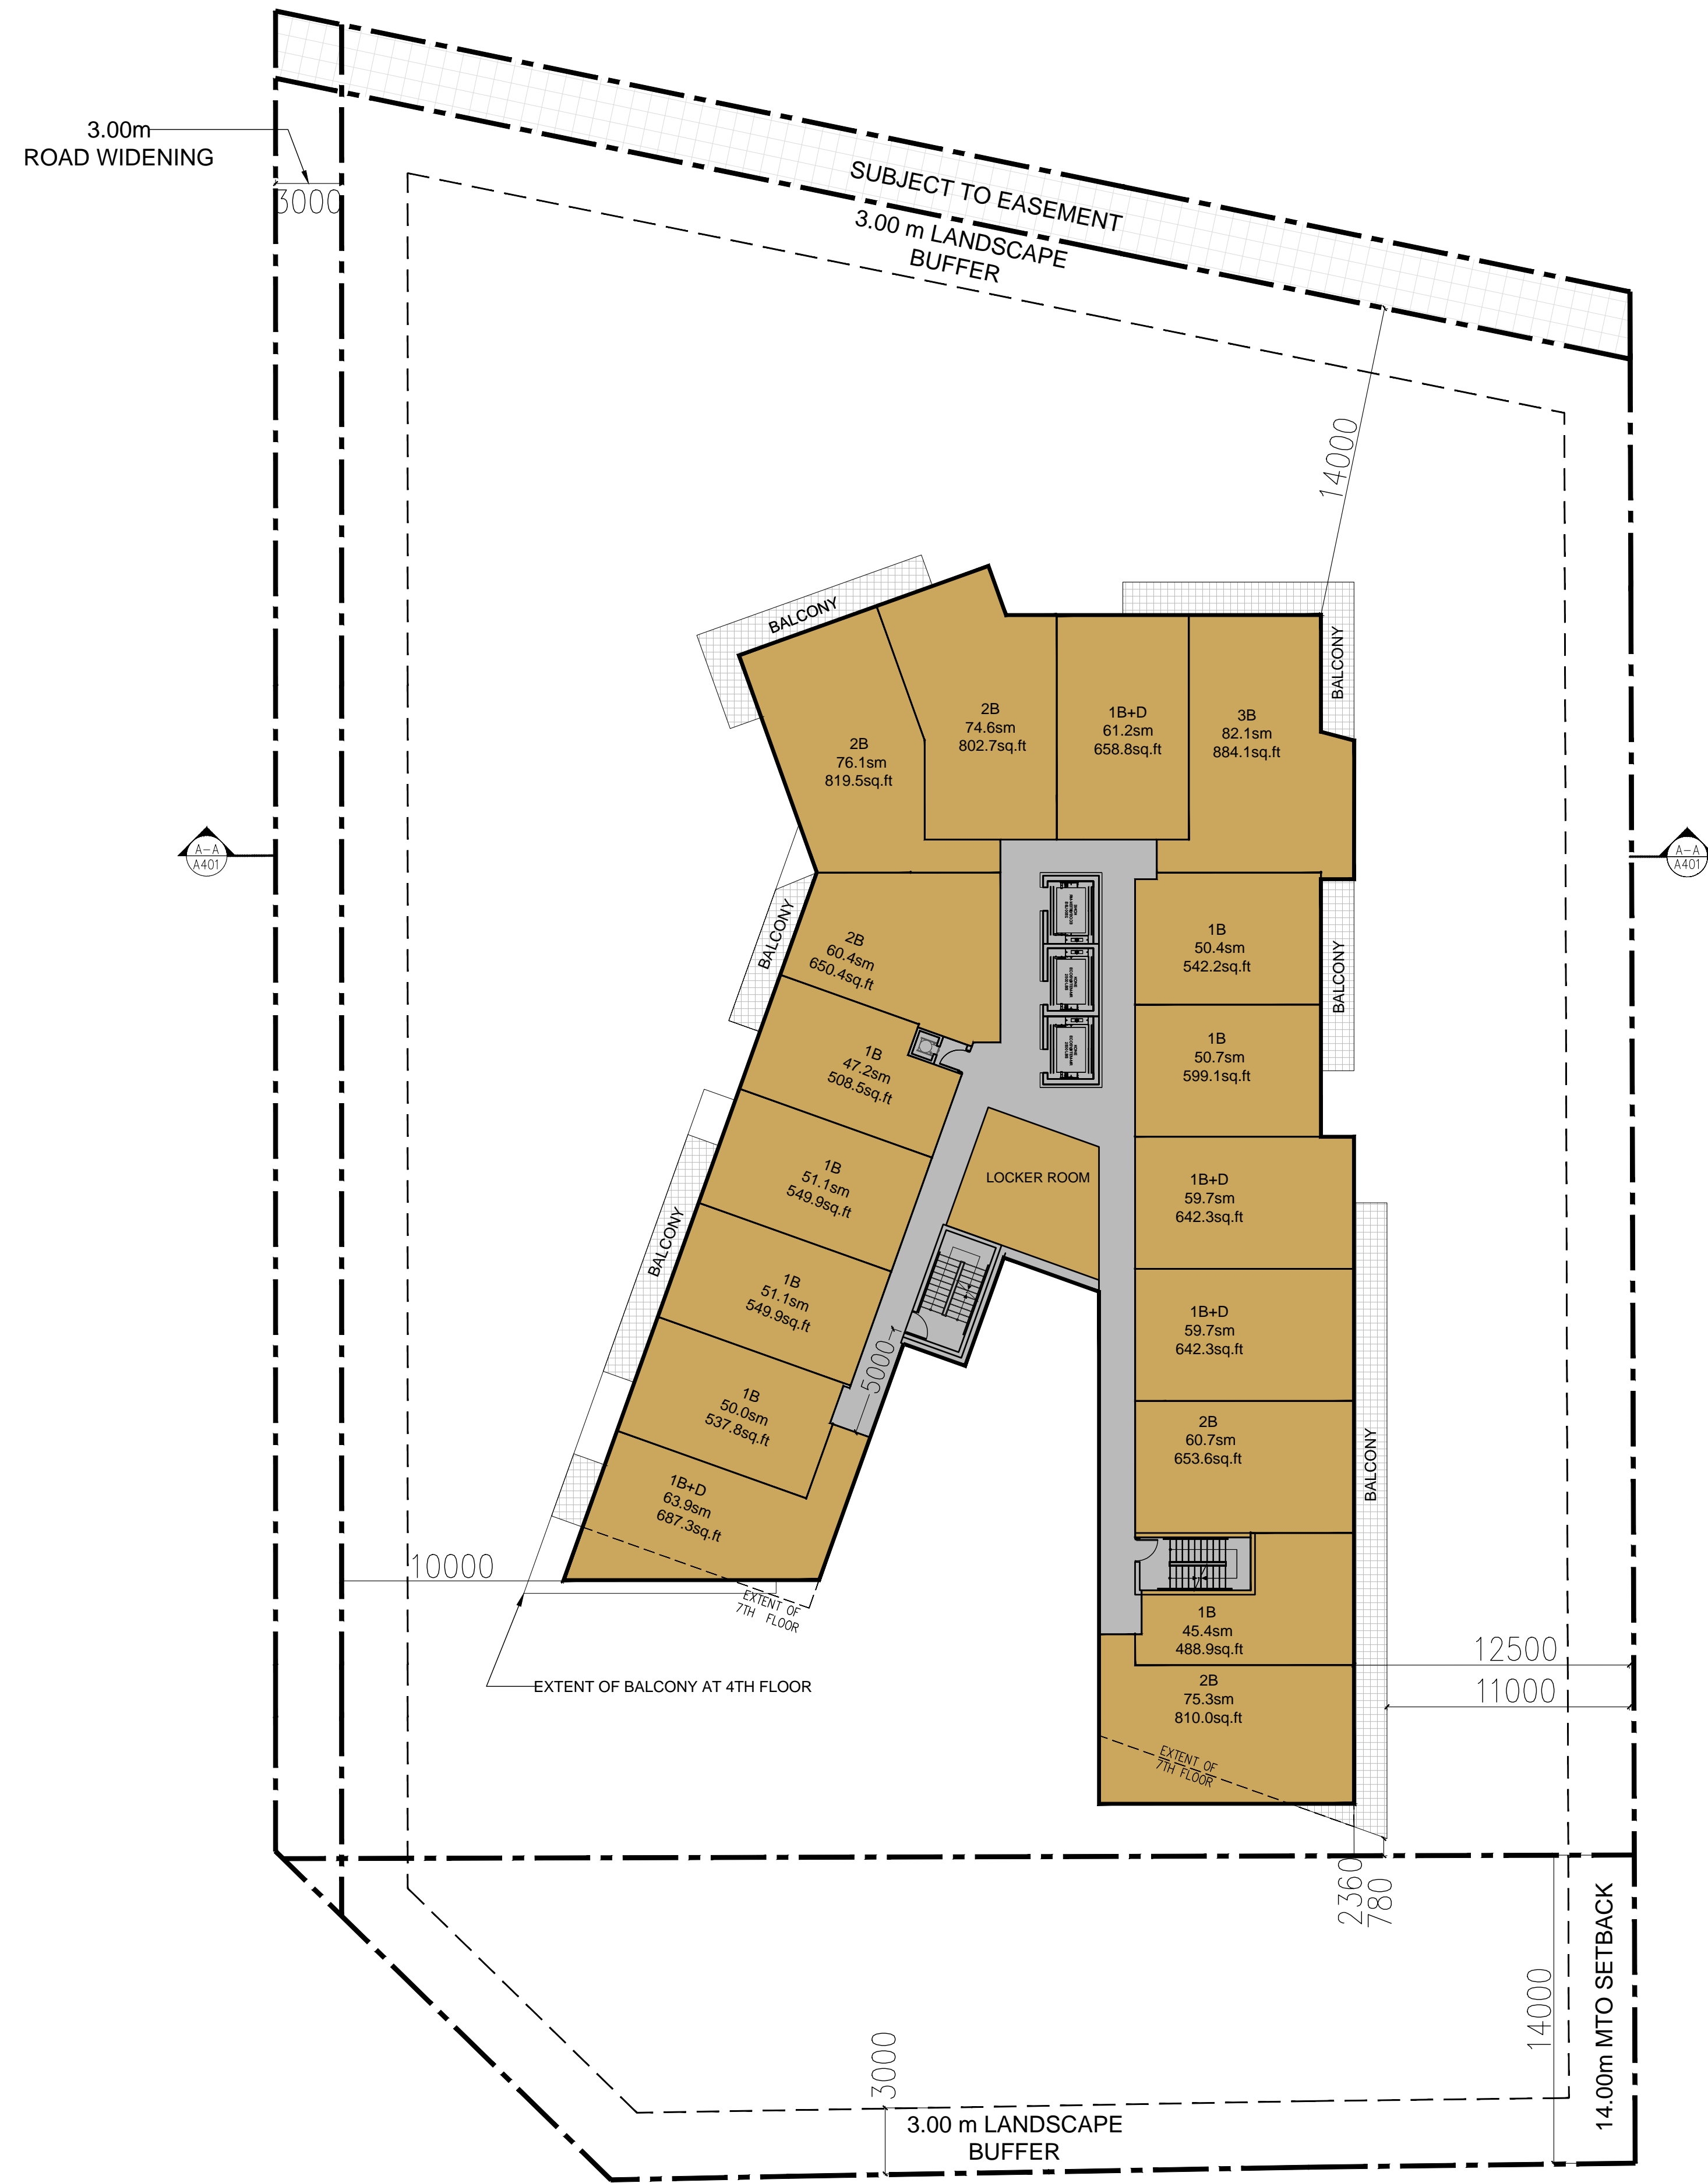 3.00m
ROAD WIDENING
3000
SUBJECT TO EASEMENT
3.00 m LANDSCAPE
BUFFER
14000
BALCONY
BALCONY
2B
76.1sm
819.5sq.ft
2B
74.6sm
802.7sq.ft
1B+D
61.2sm
658.8sq.ft
3B
82.1sm
884.1sq.ft
A-A
A401
A-A
A401
BALCONY
2B
60.4sm
650.4sq.ft
1B
50.4sm
542.2sq.ft
BALCONY
1B
47.2sm
508.5sq.ft
1B
50.7sm
599.1sq.ft
BALCONY
1B
51.1sm
549.9sq.ft
LOCKER ROOM
1B+D
59.7sm
642.3sq.ft
1B
51.1sm
549.9sq.ft
1B+D
59.7sm
642.3sq.ft
5000
1B
50.0sm
537.8sq.ft
2B
60.7sm
653.6sq.ft
BALCONY
1B+D
63.9sm
687.3sq.ft
10000
EXTENT OF
7TH FLOOR
1B
45.4sm
488.9sq.ft
12500
11000
EXTENT OF BALCONY AT 4TH FLOOR
2B
75.3sm
810.0sq.ft
EXTENT OF
7TH FLOOR
2360
780
14000
14.00m MTO SETBACK
3000
3.00 m LANDSCAPE
BUFFER